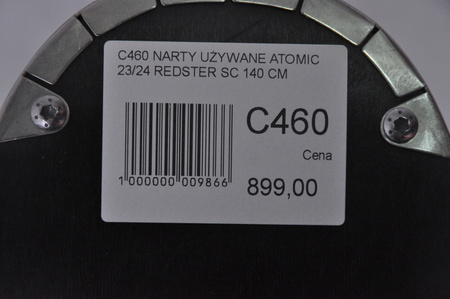 C460 NARTY UŻYWANE ATOMIC
23/24 REDSTER SC 140 CM
C460
Cena
1 000000 009866
899,00